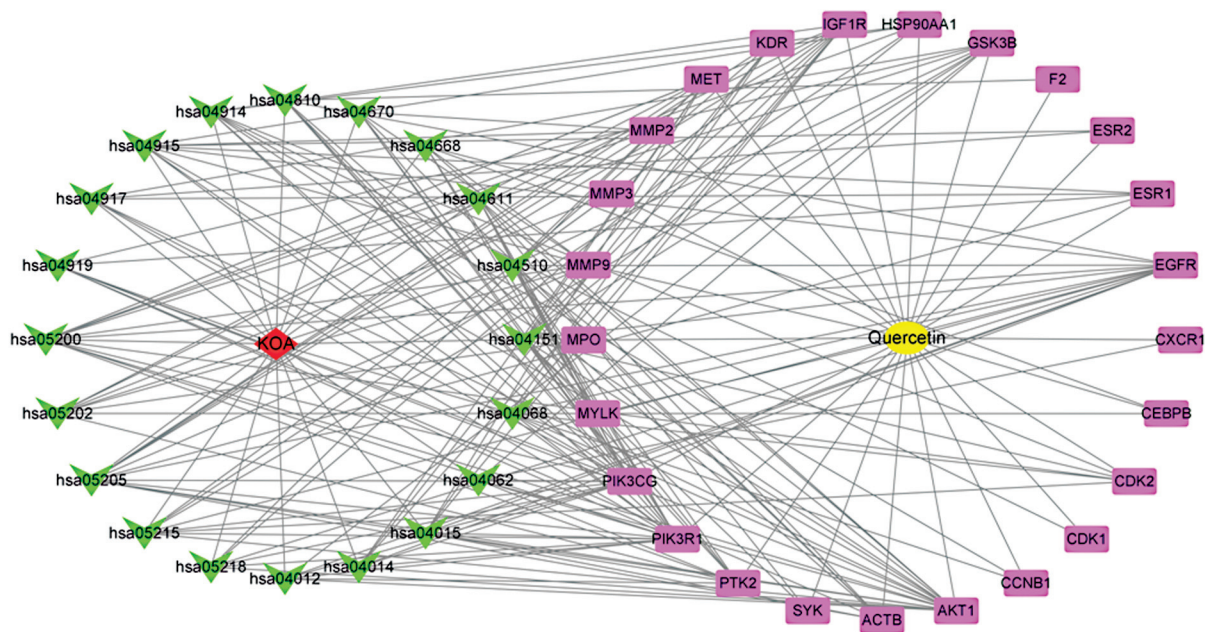 IGF1R
HSP90AA1
KDR
GSK3B
MET
F2
hsa04810
hsa04914
hsa04670
MMP2
ESR2
hsa04915
hsa04668
hsa04917
hsa04611
MMP3
ESR1
hsa04919
hsa04510
MMP9
EGFR
hsa05200
KOA
hsa04151
MPO
Quercetin
CXCR1
hsa05202
hsa04068
MYLK
CEBPB
hsa05205
hsa04062
PIK3CG
CDK2
hsa05215
hsa04015
PIK3R1
CDK1
hsa05218
hsa04012
hsa04014
PTK2
CCNB1
SYK
ACTB
AKT1